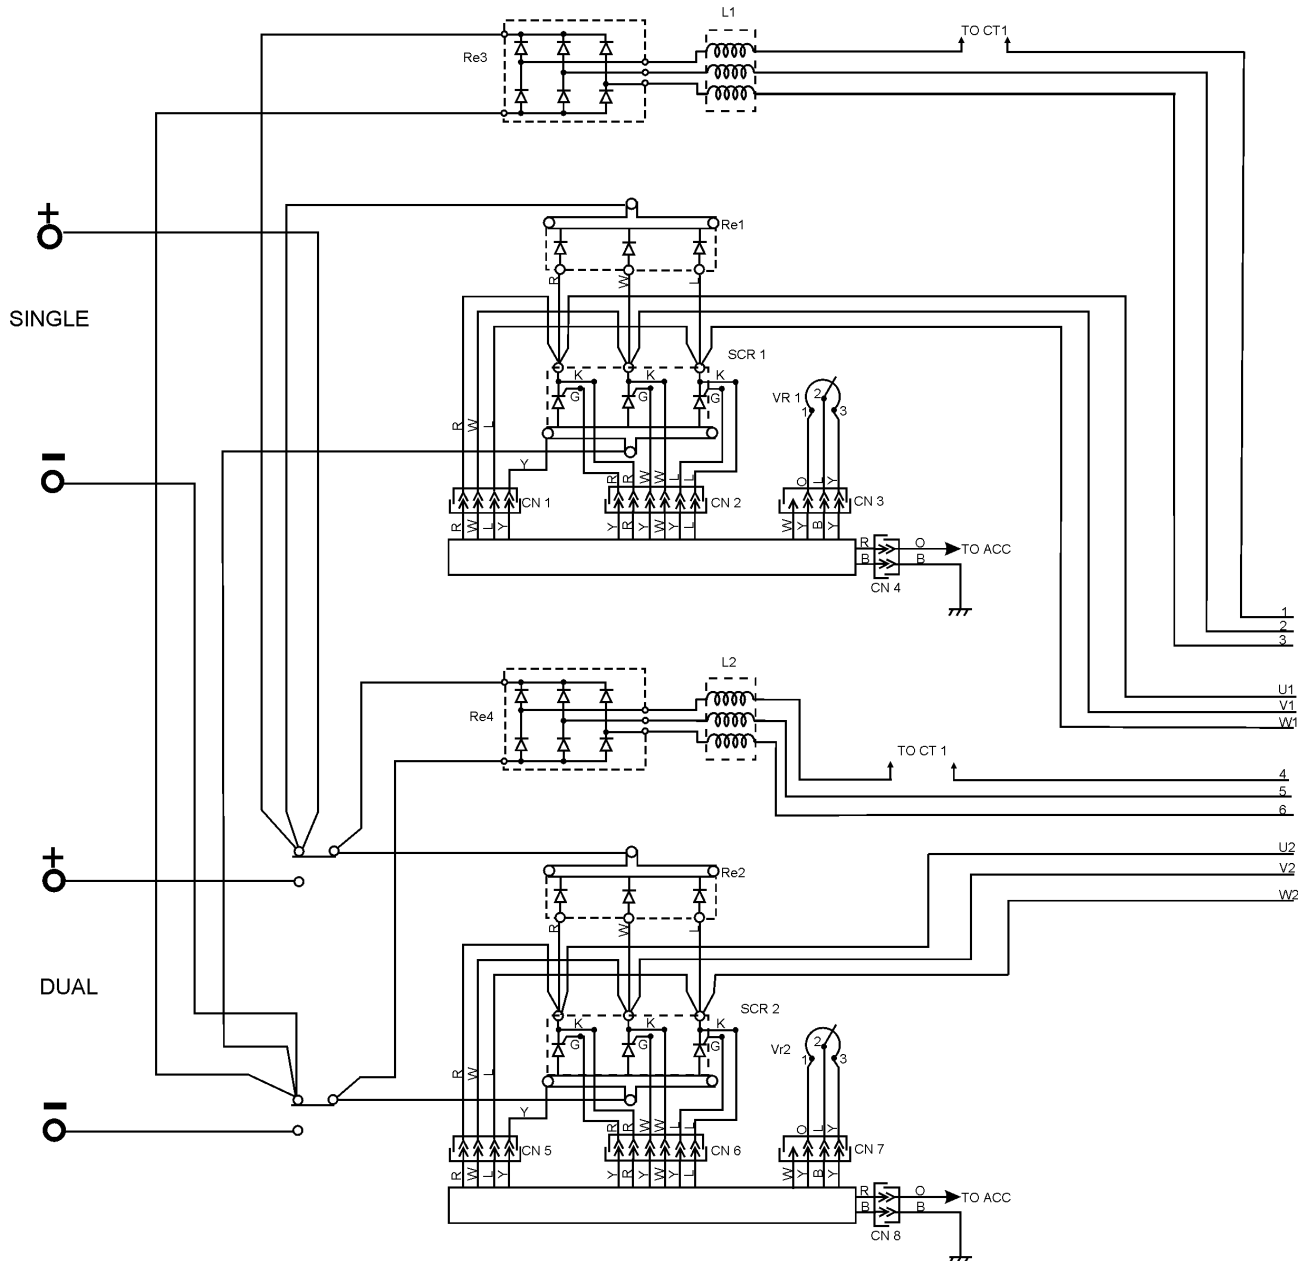 L1
TO CT1
Re3
+
Re1
R W L
SINGLE
SCR 1
K K K
G G G
VR 1
2
1 3
R W L
−
Y
R R W W L L
O L Y
CN 1
CN 2
CN 3
R W L Y
Y R Y W Y L
W Y B Y
R O TO ACC
B B
CN 4
1
2
3
L2
U1
V1
W1
Re4
TO CT 1
4
5
6
U2
+
V2
Re2
W2
R W L
DUAL
SCR 2
K K K
G G G
Vr2
2
1 3
R W L
−
Y
R R W W L L
O L Y
CN 5
CN 6
CN 7
R W L Y
Y R Y W Y L
W Y B Y
R O TO ACC
B B
CN 8